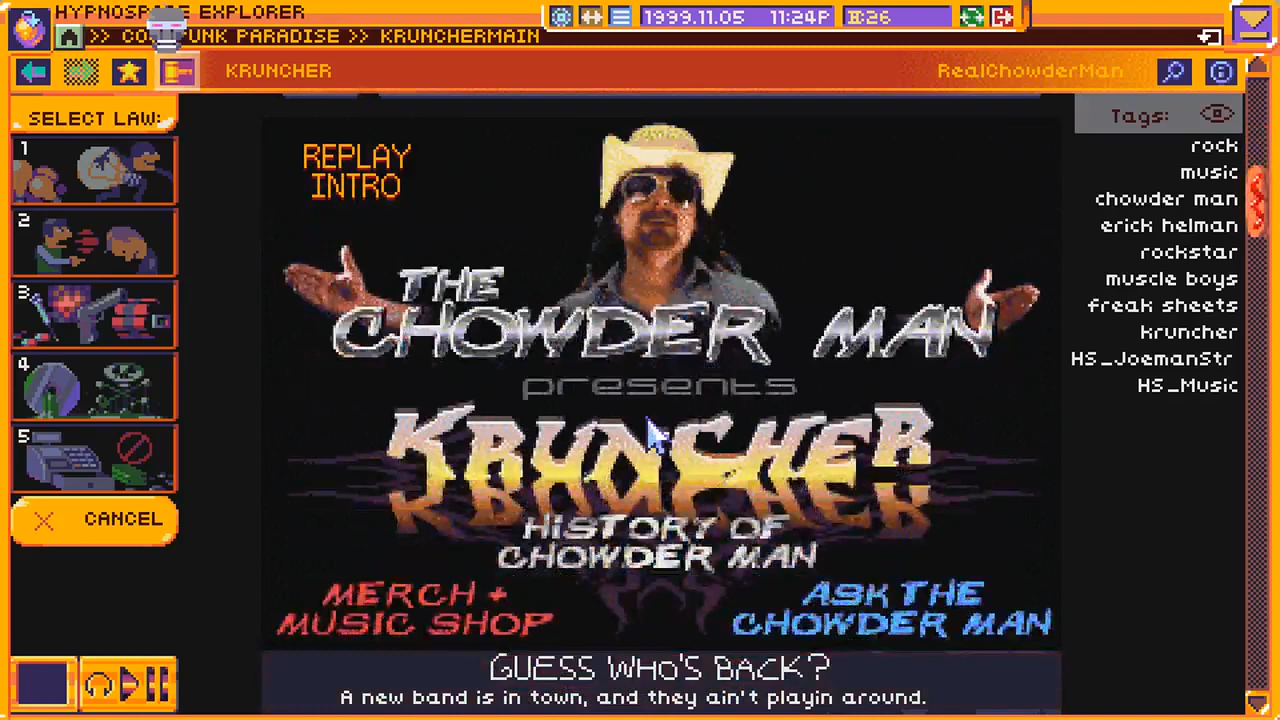 HYPNOSPACE EXPLORER
1999.11.05 11:24P
26
>> >> KRUNCHERMAIN
KRUNCHER
RealChowderMan
SELECT LAW:
1
2
3
4
5
CANCEL
REPLAY
INTRO
THE
CHOWDER MAN
presents
KRUNCHER
HISTORY OF
CHOWDER MAN
MERCH +
MUSIC SHOP
ASK THE
CHOWDER MAN
GUESS WHO'S BACK?
A new band is in town, and they ain't playin around.
Tags:
rock
music
chowder man
erick helman
rockstar
muscle boys
freak sheets
kruncher
HS_JoemanStr
HS_Music